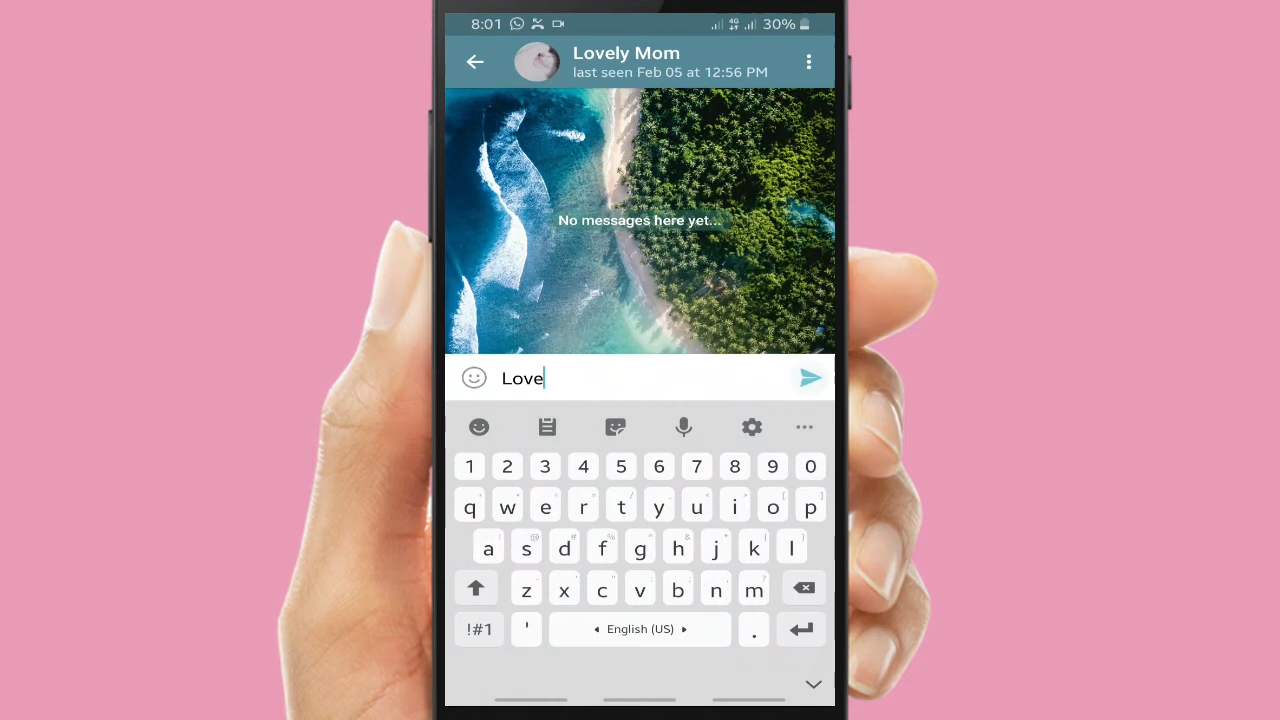 8:01 4G 30%
Lovely Mom
last seen Feb 05 at 12:56 PM
No messages here yet...
Love
1 2 3 4 5 6 7 8 9 0
q w e r t y u i o p
a s d f g h j k l
z x c v b n m
!#1 ' English (US) .